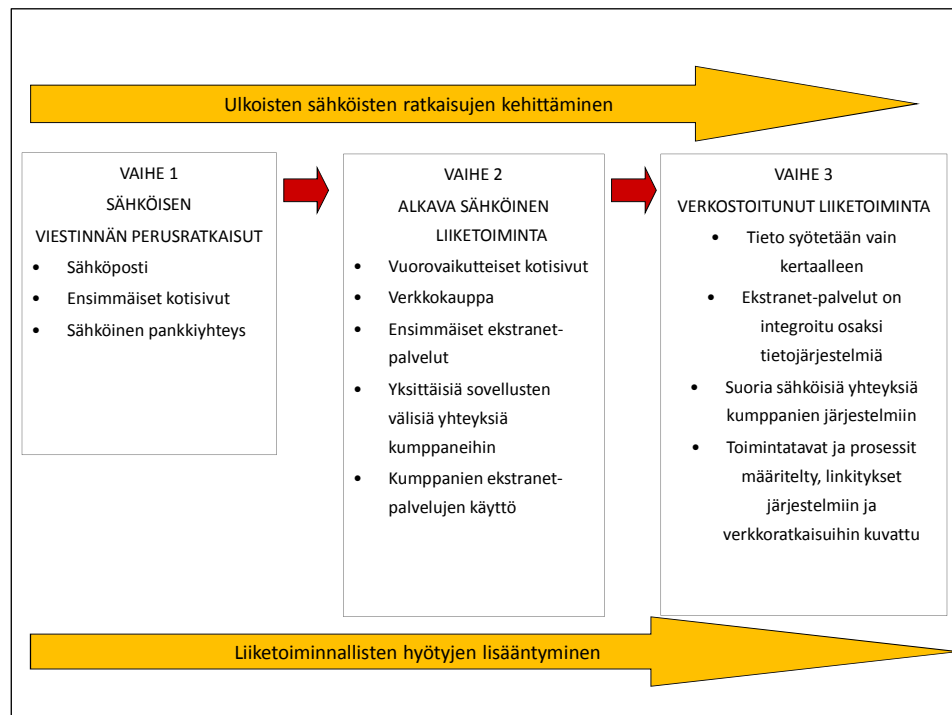 Ulkoisten sähköisten ratkaisujen kehittäminen
VAIHE 1
SÄHKÖISEN
VIESTINNÄN PERUSRATKAISUT
• Sähköposti
• Ensimmäiset kotisivut
• Sähköinen pankkiyhteys
VAIHE 2
ALKAVA SÄHKÖINEN
LIIKETOIMINTA
• Vuorovaikutteiset kotisivut
• Verkkokauppa
• Ensimmäiset ekstranet-
palvelut
• Yksittäisiä sovellusten
välisiä yhteyksiä
kumppaneihin
• Kumppanien ekstranet-
palvelujen käyttö
VAIHE 3
VERKOSTOITUNUT LIIKETOIMINTA
• Tieto syötetään vain
kertaalleen
• Ekstranet-palvelut on
integroitu osaksi
tietojärjestelmiä
• Suoria sähköisiä yhteyksiä
kumppanien järjestelmiin
• Toimintatavat ja prosessit
määritelty, linkitykset
järjestelmiin ja
verkkoratkaisuihin kuvattu
Liiketoiminnallisten hyötyjen lisääntyminen